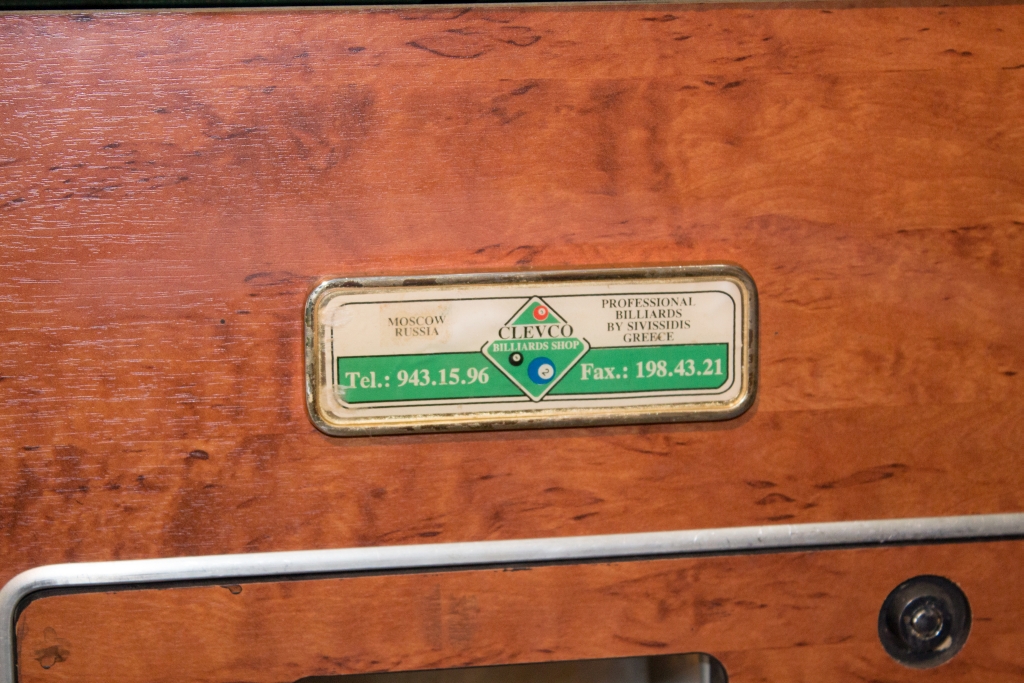 MOSCOW
RUSSIA
CLEVCO
BILLIARDS SHOP
PROFESSIONAL
BILLIARDS
BY SIVISSIDIS
GREECE
Tel.: 943.15.96
Fax.: 198.43.21